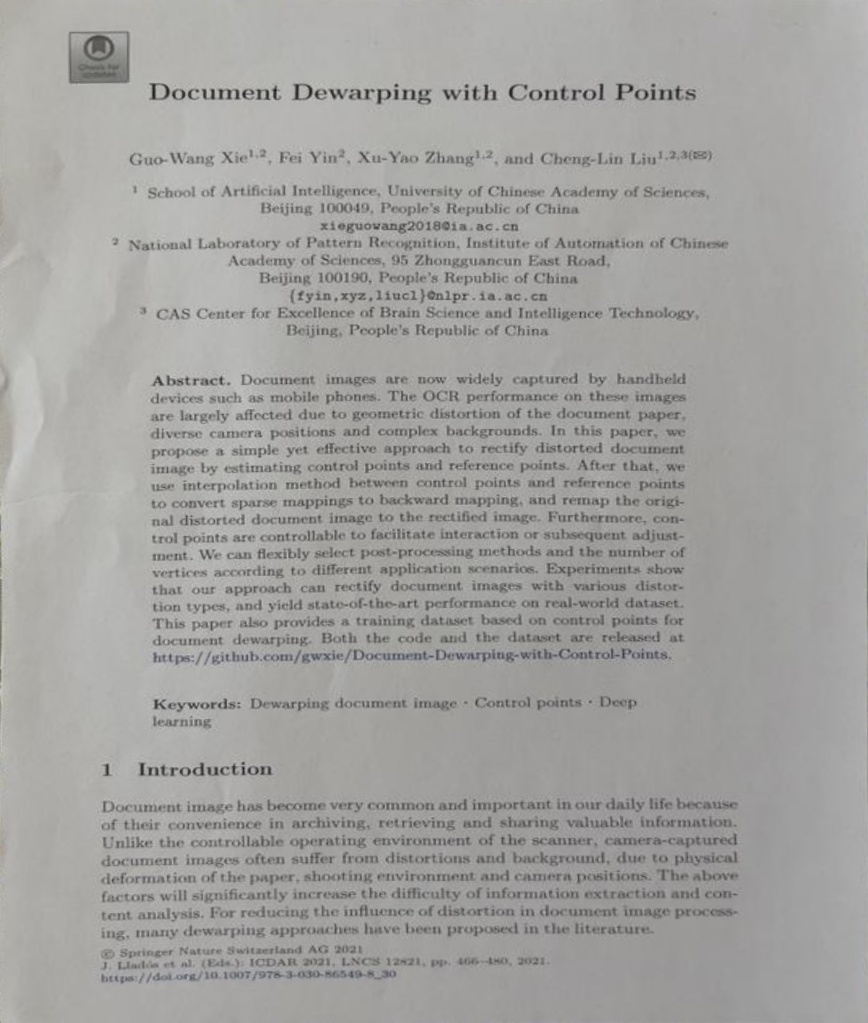 Check for
updates
Document Dewarping with Control Points
Guo-Wang Xie1,2, Fei Yin2, Xu-Yao Zhang1,2, and Cheng-Lin Liu1,2,3(✉)
1 School of Artificial Intelligence, University of Chinese Academy of Sciences,
Beijing 100049, People's Republic of China
xieguowang2018@ia.ac.cn
2 National Laboratory of Pattern Recognition, Institute of Automation of Chinese
Academy of Sciences, 95 Zhongguancun East Road,
Beijing 100190, People's Republic of China
{fyin,xyz,liucl}@nlpr.ia.ac.cn
3 CAS Center for Excellence of Brain Science and Intelligence Technology,
Beijing, People's Republic of China
Abstract. Document images are now widely captured by handheld
devices such as mobile phones. The OCR performance on these images
are largely affected due to geometric distortion of the document paper,
diverse camera positions and complex backgrounds. In this paper, we
propose a simple yet effective approach to rectify distorted document
image by estimating control points and reference points. After that, we
use interpolation method between control points and reference points
to convert sparse mappings to backward mapping, and remap the origi-
nal distorted document image to the rectified image. Furthermore, con-
trol points are controllable to facilitate interaction or subsequent adjust-
ment. We can flexibly select post-processing methods and the number of
vertices according to different application scenarios. Experiments show
that our approach can rectify document images with various distor-
tion types, and yield state-of-the-art performance on real-world dataset.
This paper also provides a training dataset based on control points for
document dewarping. Both the code and the dataset are released at
https://github.com/gwxie/Document-Dewarping-with-Control-Points.
Keywords: Dewarping document image · Control points · Deep
learning
1 Introduction
Document image has become very common and important in our daily life because
of their convenience in archiving, retrieving and sharing valuable information.
Unlike the controllable operating environment of the scanner, camera-captured
document images often suffer from distortions and background, due to physical
deformation of the paper, shooting environment and camera positions. The above
factors will significantly increase the difficulty of information extraction and con-
tent analysis. For reducing the influence of distortion in document image process-
ing, many dewarping approaches have been proposed in the literature.
© Springer Nature Switzerland AG 2021
J. Lladós et al. (Eds.): ICDAR 2021, LNCS 12821, pp. 466–480, 2021.
https://doi.org/10.1007/978-3-030-86549-8_30